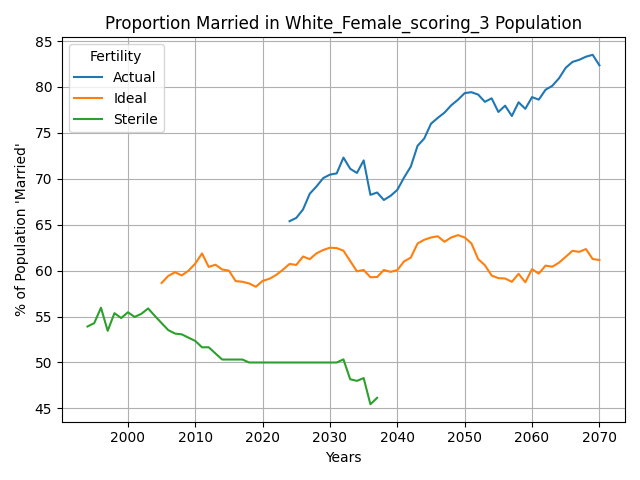 Proportion Married in White_Female_scoring_3 Population
% of Population 'Married'
85
80
75
70
65
60
55
50
45
Fertility
Actual
Ideal
Sterile
2000 2010 2020 2030 2040 2050 2060 2070
Years